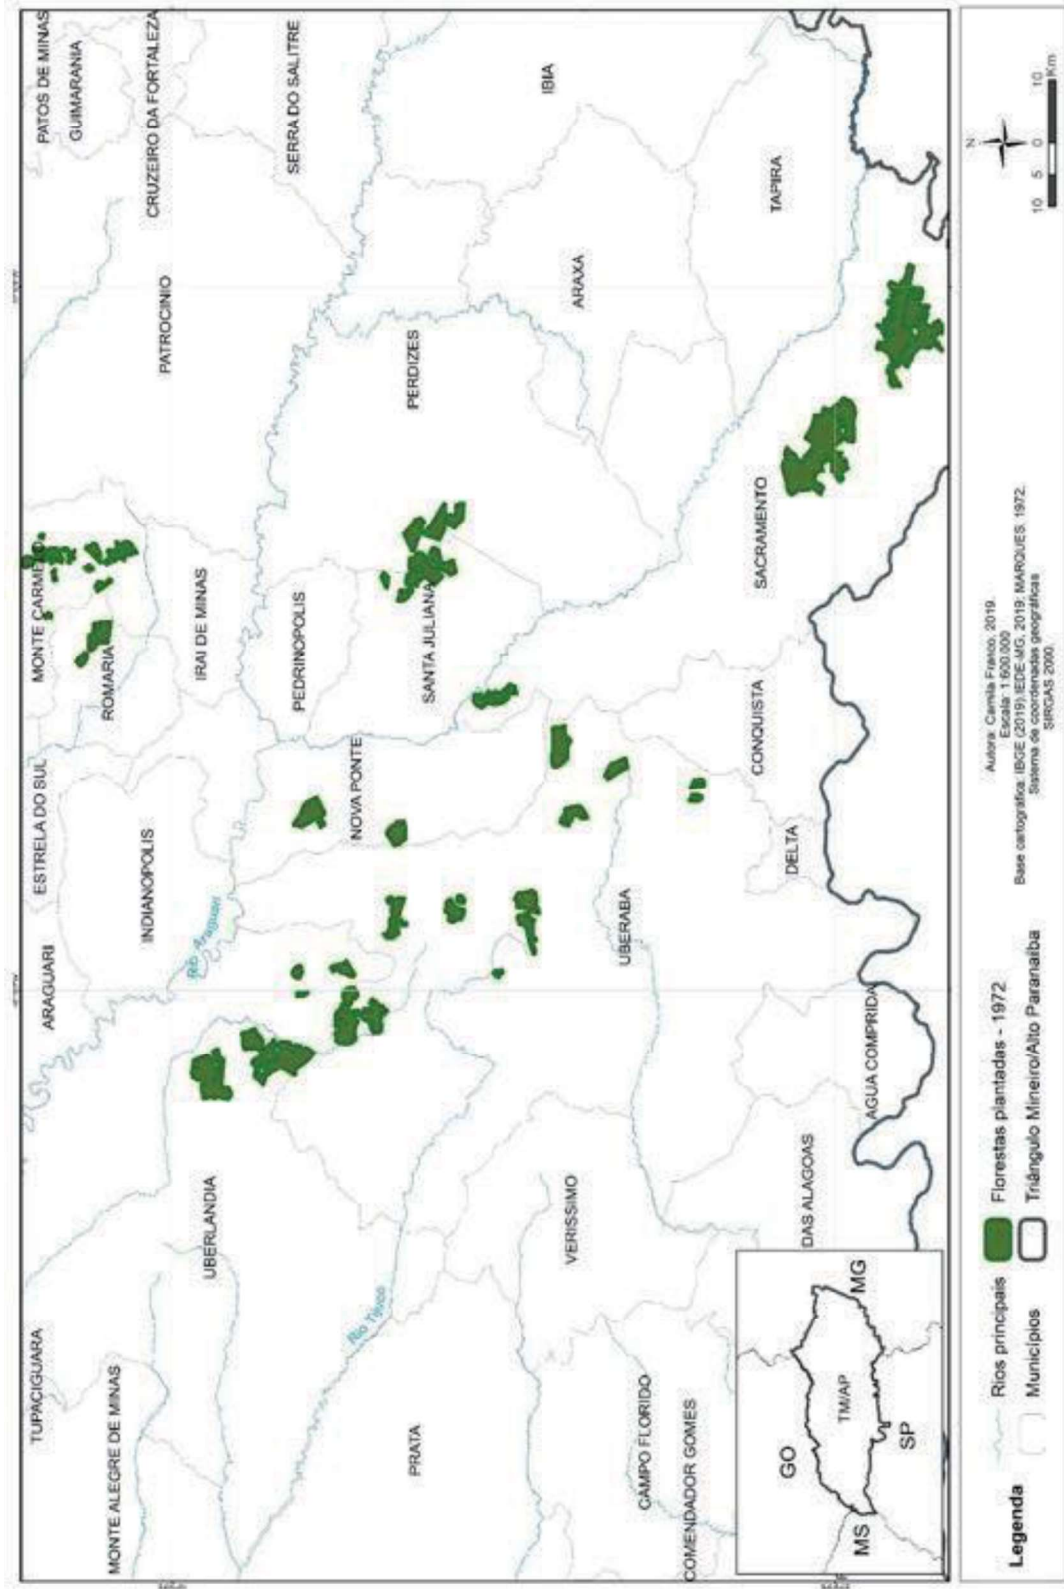 TUPACIGUARA
ARAGUARI
ESTRELA DO SUL
MONTE CARMELO
PATOS DE MINAS
GUIMARANIA
MONTE ALEGRE DE MINAS
INDIANOPOLIS
ROMARIA
CRUZEIRO DA FORTALEZA
PATROCINIO
Rio Araguari
UBERLANDIA
IRAI DE MINAS
SERRA DO SALITRE
PEDRINOPOLIS
NOVA PONTE
Rio Tijuco
PERDIZES
PRATA
SANTA JULIANA
IBIA
VERISSIMO
ARAXA
CAMPO FLORIDO
UBERABA
COMENDADOR GOMES
CONQUISTA
SACRAMENTO
TAPIRA
DAS ALAGOAS
DELTA
AGUA COMPRIDA
GO
MG
TM/AP
MS
SP
Legenda
Rios principais
Municípios
Florestas plantadas - 1972
Triângulo Mineiro/Alto Paranaíba
Autora: Camila Franco, 2019.
Escala: 1:600.000
Base cartográfica: IBGE (2019);IEDE-MG, 2019; MARQUES, 1972.
Sistema de coordenadas geográficas
SIRGAS 2000.
N
10 5 0 10
Km